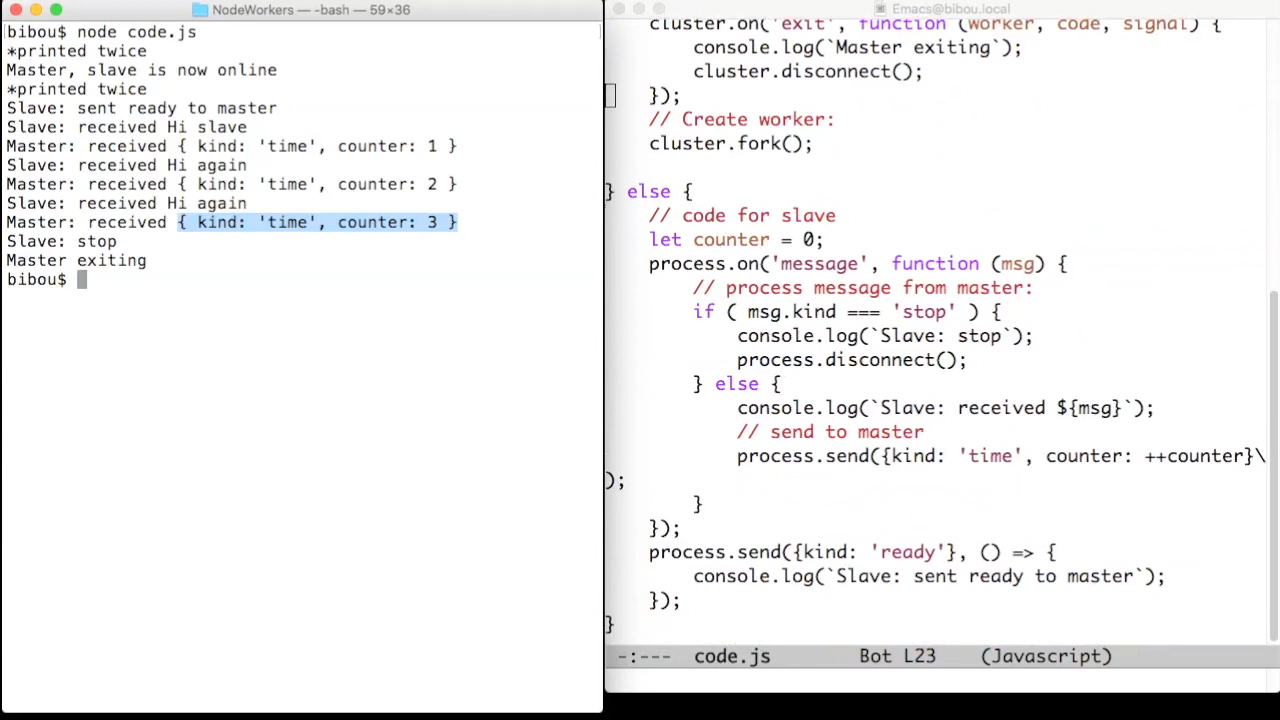 NodeWorkers — -bash — 59×36
bibou$ node code.js
*printed twice
Master, slave is now online
*printed twice
Slave: sent ready to master
Slave: received Hi slave
Master: received { kind: 'time', counter: 1 }
Slave: received Hi again
Master: received { kind: 'time', counter: 2 }
Slave: received Hi again
Master: received { kind: 'time', counter: 3 }
Slave: stop
Master exiting
bibou$
Emacs@bibou.local
cluster.on('exit', function (worker, code, signal) {
console.log(`Master exiting`);
cluster.disconnect();
});
// Create worker:
cluster.fork();
} else {
// code for slave
let counter = 0;
process.on('message', function (msg) {
// process message from master:
if ( msg.kind === 'stop' ) {
console.log(`Slave: stop`);
process.disconnect();
} else {
console.log(`Slave: received ${msg}`);
// send to master
process.send({kind: 'time', counter: ++counter}\
);
}
});
process.send({kind: 'ready'}, () => {
console.log(`Slave: sent ready to master`);
});
}
-:--- code.js Bot L23 (Javascript)